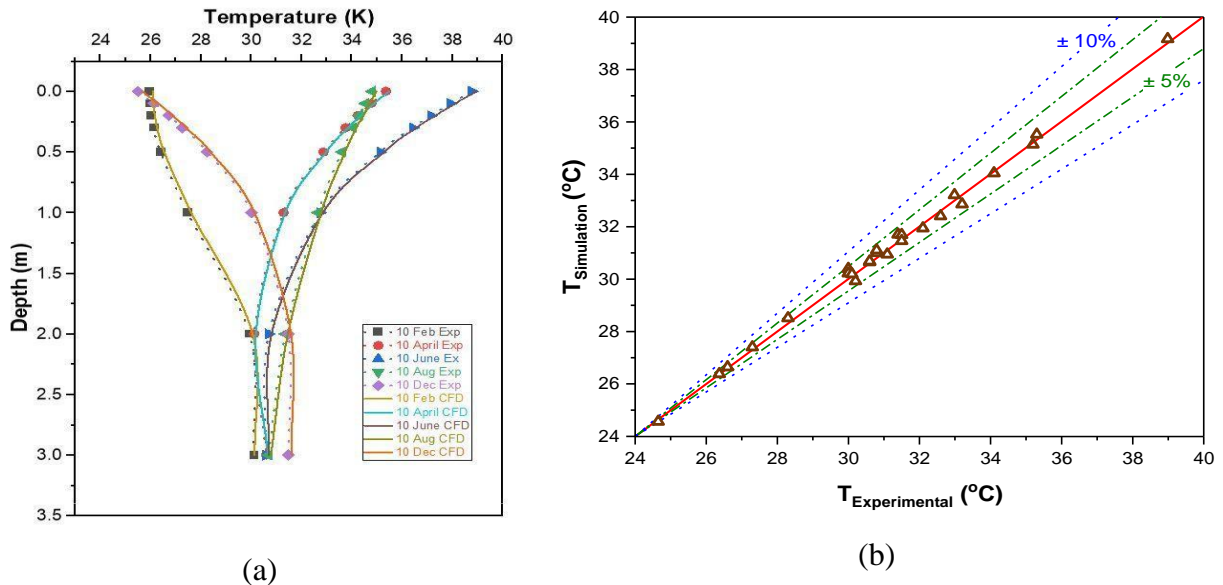 Temperature (K)
24 26 28 30 32 34 36 38 40
Depth (m)
0.0
0.5
1.0
1.5
2.0
2.5
3.0
3.5
10 Feb Exp
10 April Exp
10 June Ex
10 Aug Exp
10 Dec Exp
10 Feb CFD
10 April CFD
10 June CFD
10 Aug CFD
10 Dec CFD
(a)
T_Simulation (°C)
40
38
36
34
32
30
28
26
24
± 10%
± 5%
24 26 28 30 32 34 36 38 40
T_Experimental (°C)
(b)